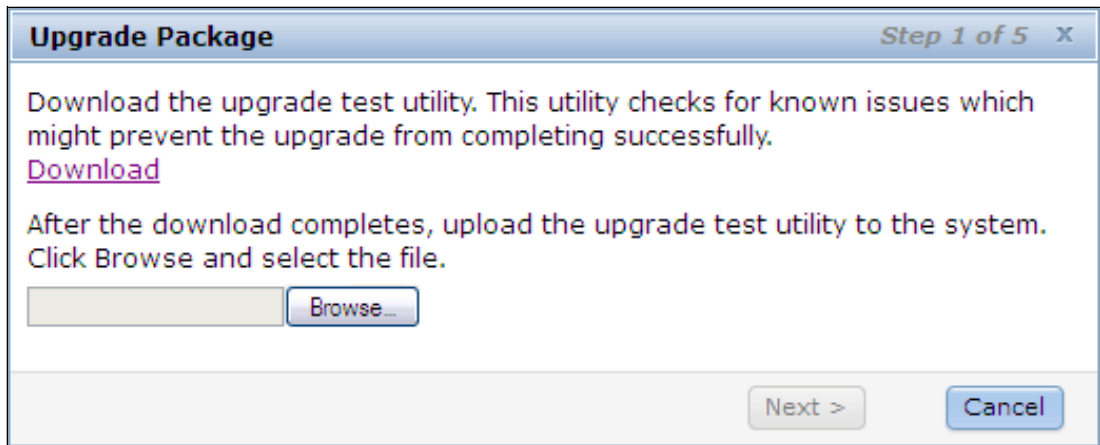 Upgrade Package Step 1 of 5 x
Download the upgrade test utility. This utility checks for known issues which
might prevent the upgrade from completing successfully.
Download
After the download completes, upload the upgrade test utility to the system.
Click Browse and select the file.
Browse...
Next > Cancel